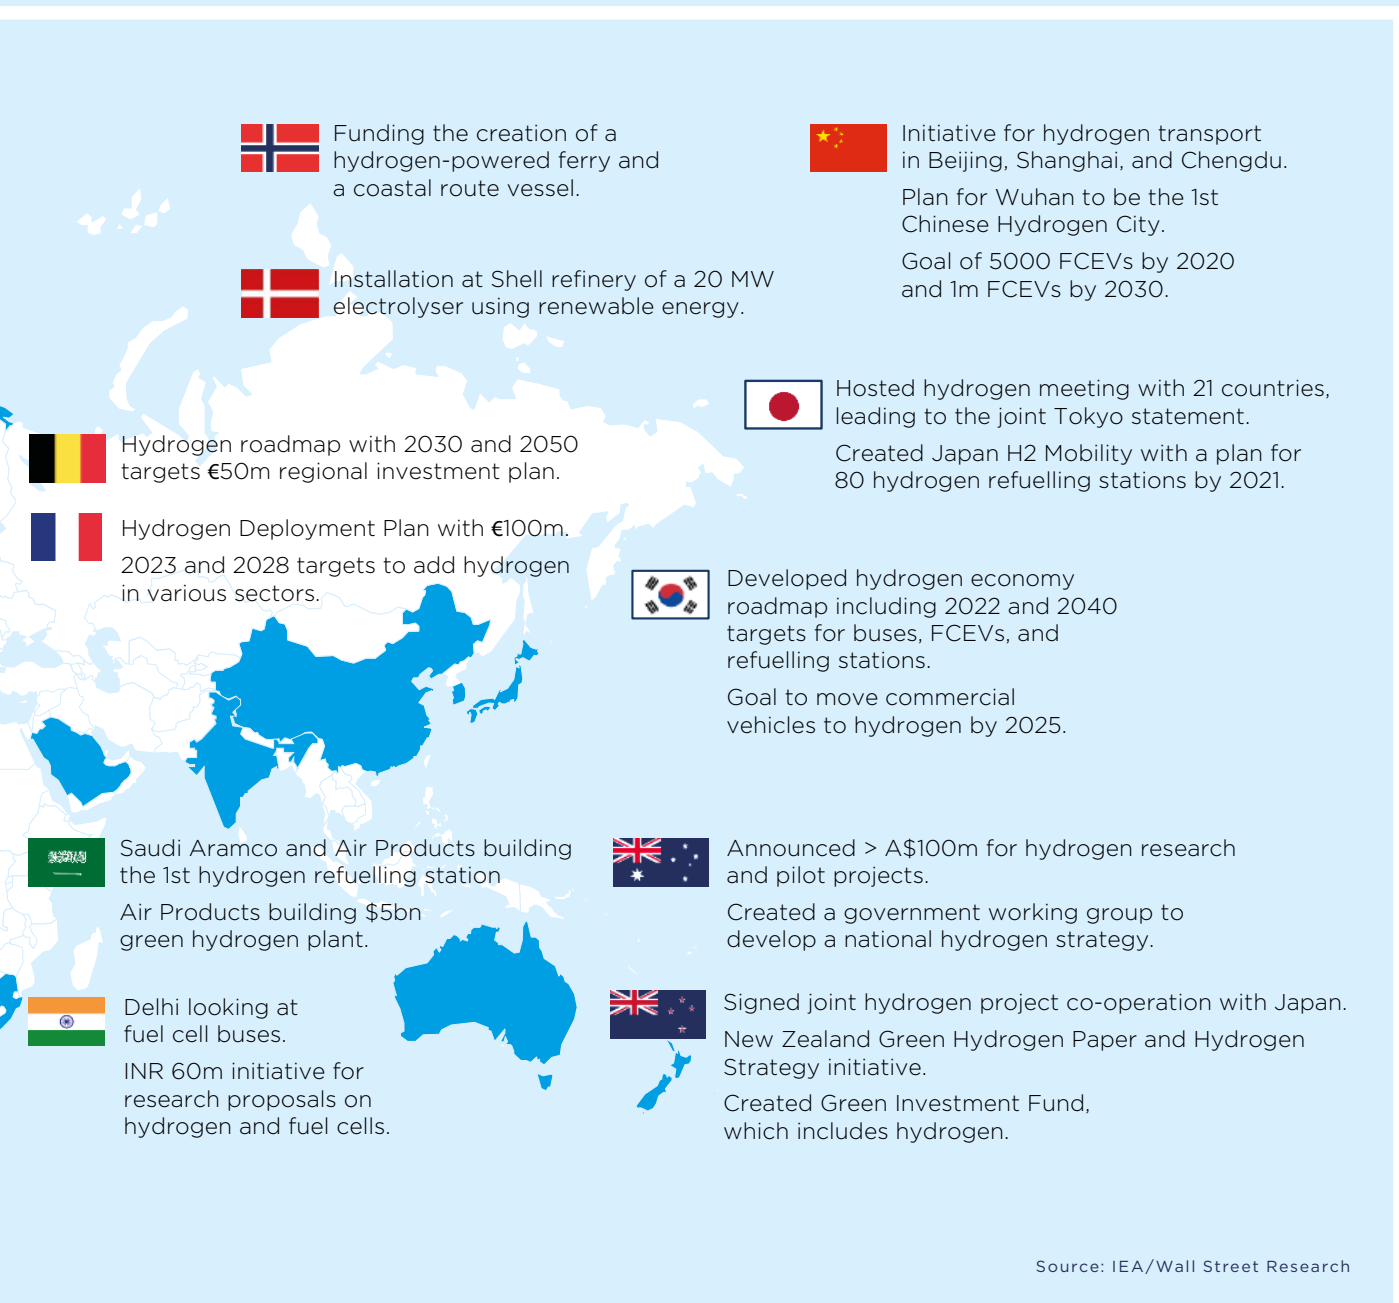 Funding the creation of a
hydrogen-powered ferry and
a coastal route vessel.
Initiative for hydrogen transport
in Beijing, Shanghai, and Chengdu.
Plan for Wuhan to be the 1st
Chinese Hydrogen City.
Goal of 5000 FCEVs by 2020
and 1m FCEVs by 2030.
Installation at Shell refinery of a 20 MW
electrolyser using renewable energy.
Hosted hydrogen meeting with 21 countries,
leading to the joint Tokyo statement.
Created Japan H2 Mobility with a plan for
80 hydrogen refuelling stations by 2021.
Hydrogen roadmap with 2030 and 2050
targets €50m regional investment plan.
Hydrogen Deployment Plan with €100m.
2023 and 2028 targets to add hydrogen
in various sectors.
Developed hydrogen economy
roadmap including 2022 and 2040
targets for buses, FCEVs, and
refuelling stations.
Goal to move commercial
vehicles to hydrogen by 2025.
Saudi Aramco and Air Products building
the 1st hydrogen refuelling station
Air Products building $5bn
green hydrogen plant.
Announced > A$100m for hydrogen research
and pilot projects.
Created a government working group to
develop a national hydrogen strategy.
Delhi looking at
fuel cell buses.
INR 60m initiative for
research proposals on
hydrogen and fuel cells.
Signed joint hydrogen project co-operation with Japan.
New Zealand Green Hydrogen Paper and Hydrogen
Strategy initiative.
Created Green Investment Fund,
which includes hydrogen.
Source: IEA/Wall Street Research